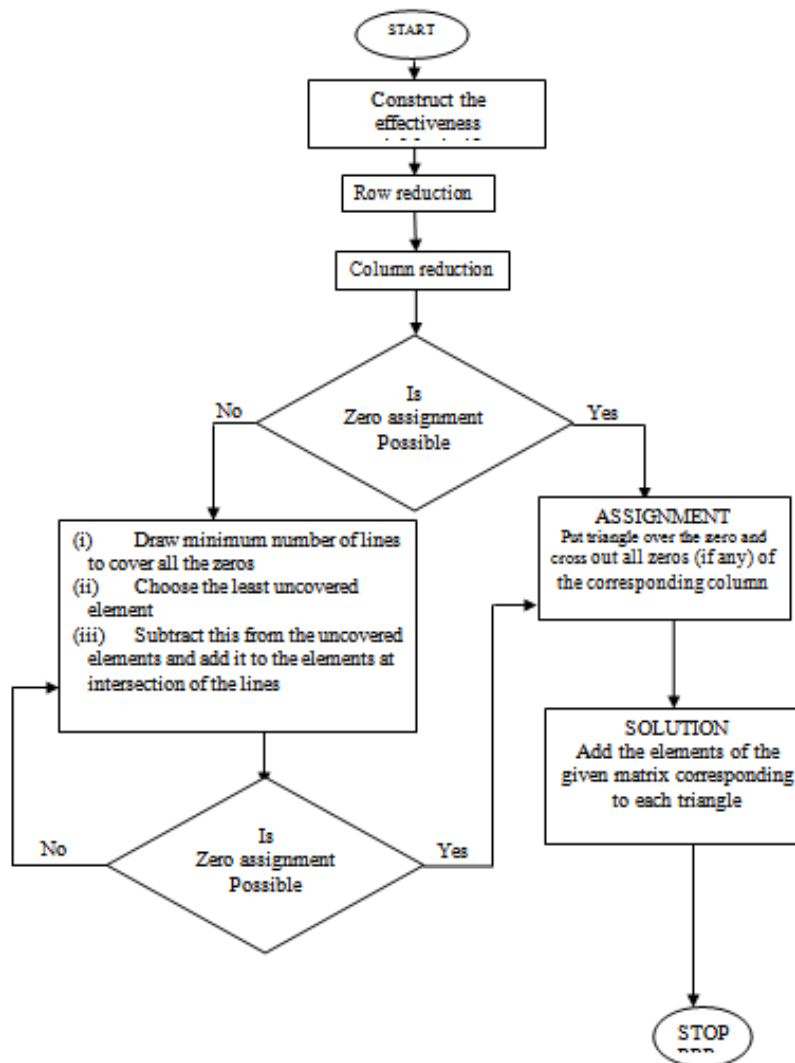 START
Construct the
effectiveness
Row reduction
Column reduction
Is
Zero assignment
Possible
No
Yes
(i) Draw minimum number of lines
to cover all the zeros
(ii) Choose the least uncovered
element
(iii) Subtract this from the uncovered
elements and add it to the elements at
intersection of the lines
ASSIGNMENT
Put triangle over the zero and
cross out all zeros (if any) of
the corresponding column
SOLUTION
Add the elements of the
given matrix corresponding
to each triangle
Is
Zero assignment
Possible
No
Yes
STOP